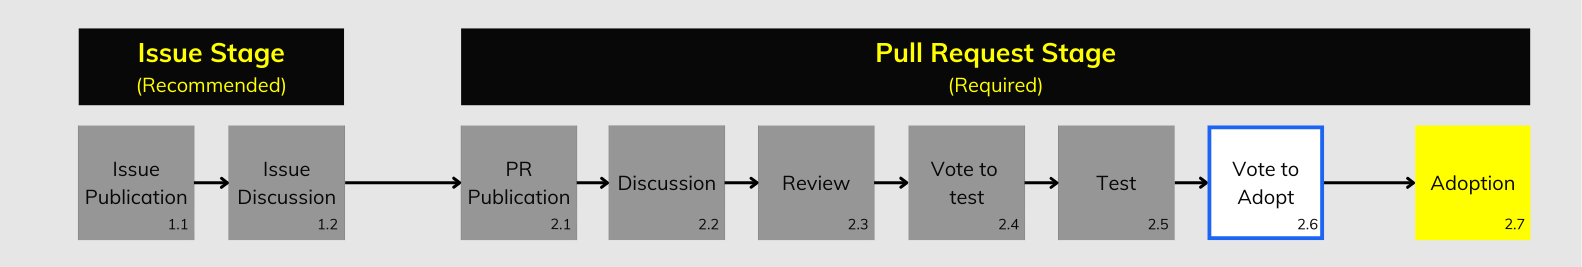 Issue Stage
(Recommended)
Pull Request Stage
(Required)
Issue
Publication
1.1
Issue
Discussion
1.2
PR
Publication
2.1
Discussion
2.2
Review
2.3
Vote to
test
2.4
Test
2.5
Vote to
Adopt
2.6
Adoption
2.7